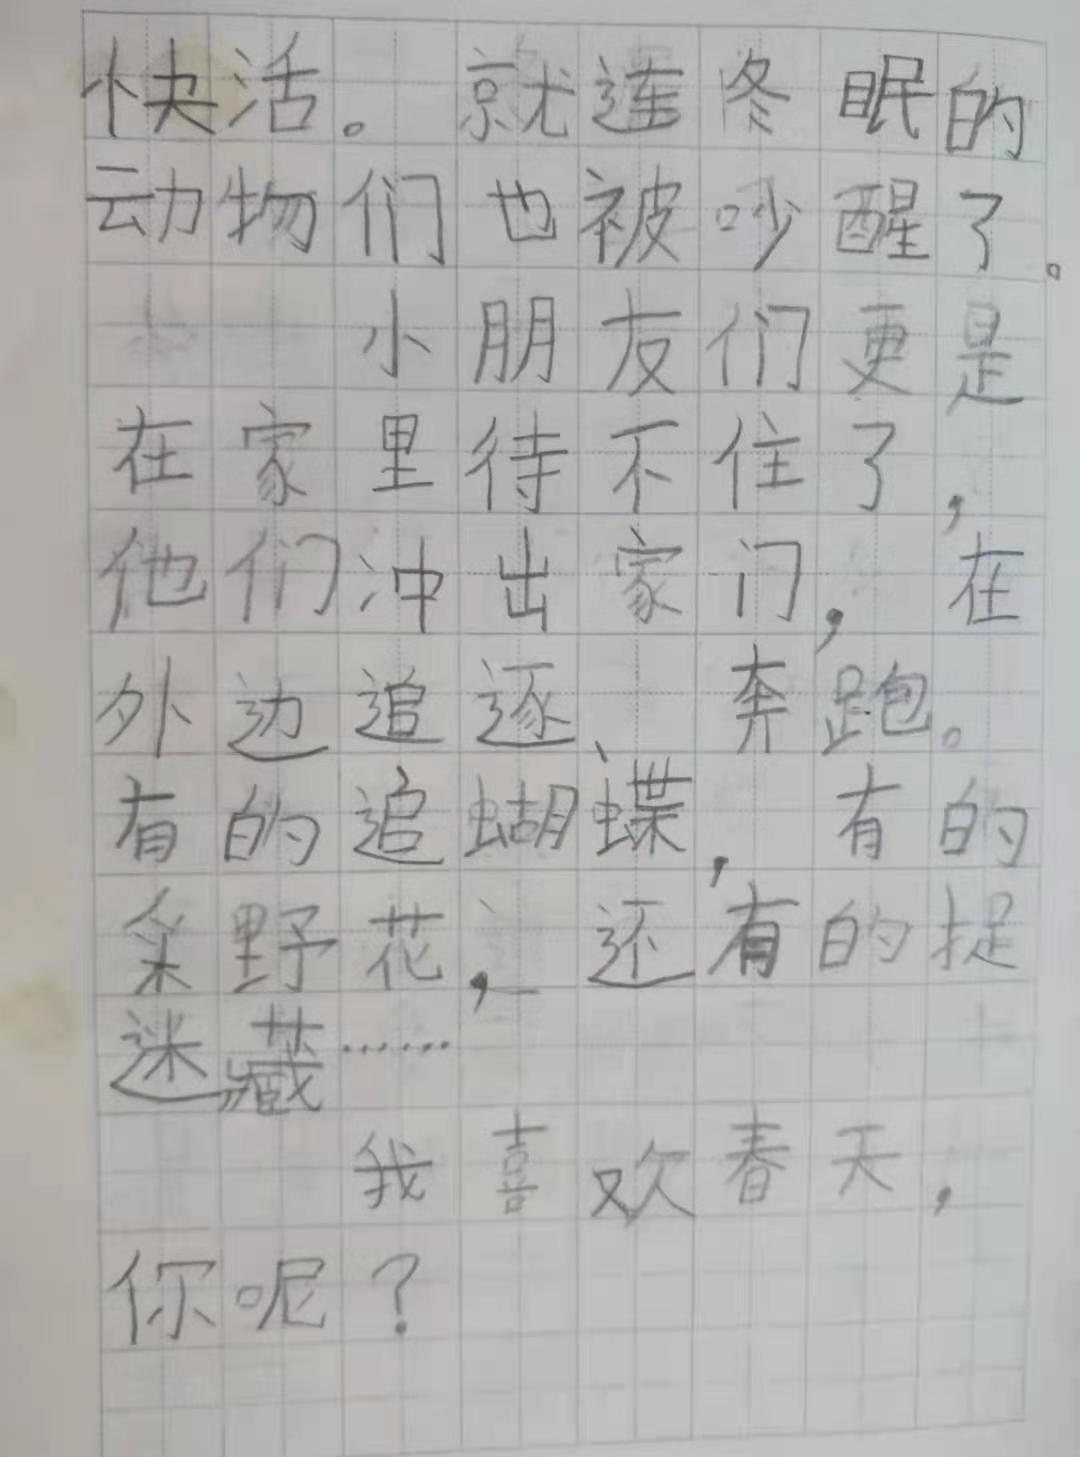 快活。就连冬眠的
动物们也被吵醒了。
小朋友们更是
在家里待不住了,
他们冲出家门,在
外边追逐、奔跑。
有的追蝴蝶,有的
采野花,还有的捉
迷藏……
我喜欢春天,
你呢?